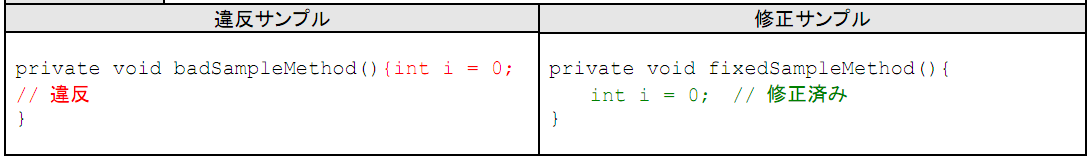 違反サンプル
修正サンプル
private void badSampleMethod(){int i = 0;
// 違反
}
private void fixedSampleMethod(){
    int i = 0;  // 修正済み
}